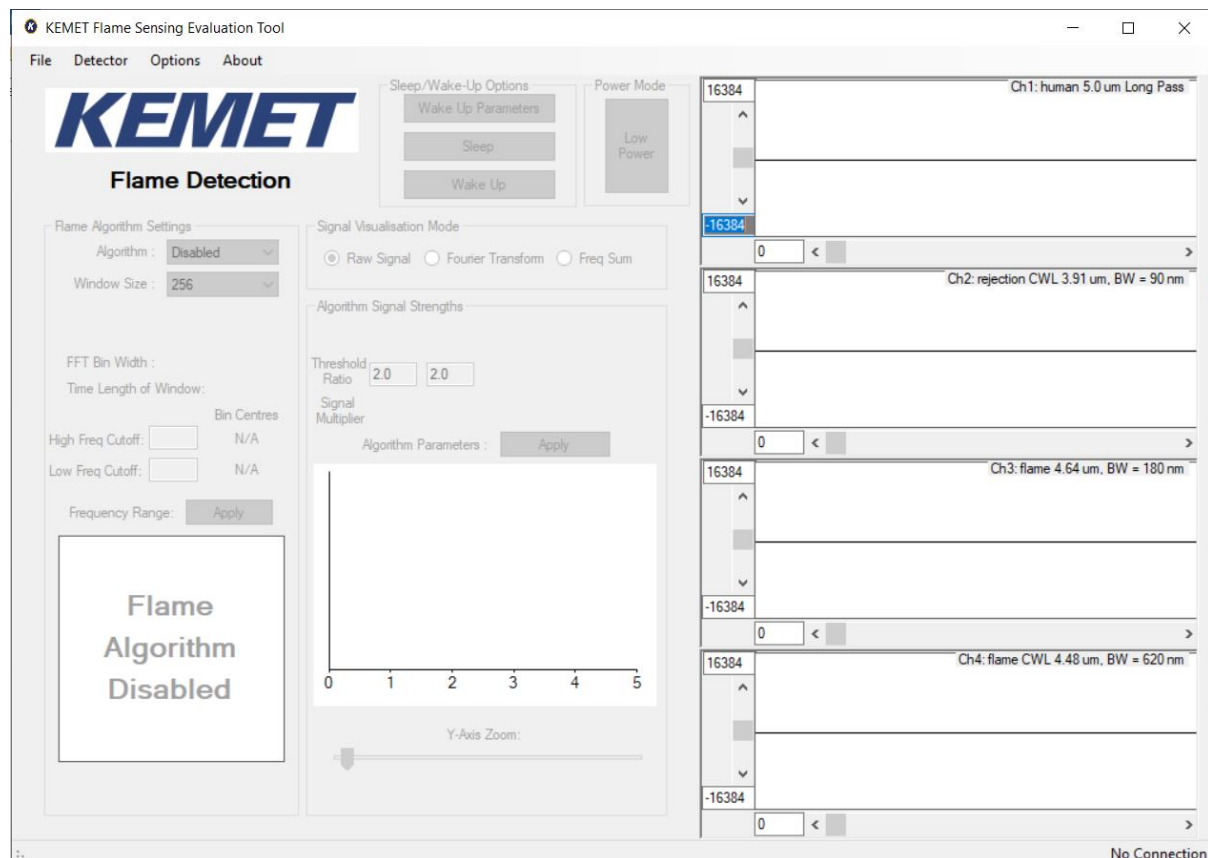 KEMET Flame Sensing Evaluation Tool
File Detector Options About
KEMET
Flame Detection
Sleep/Wake-Up Options
Wake Up Parameters
Sleep
Wake Up
Power Mode
Low
Power
Flame Algorithm Settings
Algorithm : Disabled
Window Size : 256
FFT Bin Width :
Time Length of Window:
Bin Centres
High Freq Cutoff: N/A
Low Freq Cutoff: N/A
Frequency Range: Apply
Flame
Algorithm
Disabled
Signal Visualisation Mode
Raw Signal Fourier Transform Freq Sum
Algorithm Signal Strengths
Threshold
Ratio 2.0 2.0
Signal
Multiplier
Algorithm Parameters : Apply
0 1 2 3 4 5
Y-Axis Zoom:
16384 Ch1: human 5.0 um Long Pass
-16384
0
16384 Ch2: rejection CWL 3.91 um, BW = 90 nm
-16384
0
16384 Ch3: flame 4.64 um, BW = 180 nm
-16384
0
16384 Ch4: flame CWL 4.48 um, BW = 620 nm
-16384
0
No Connection